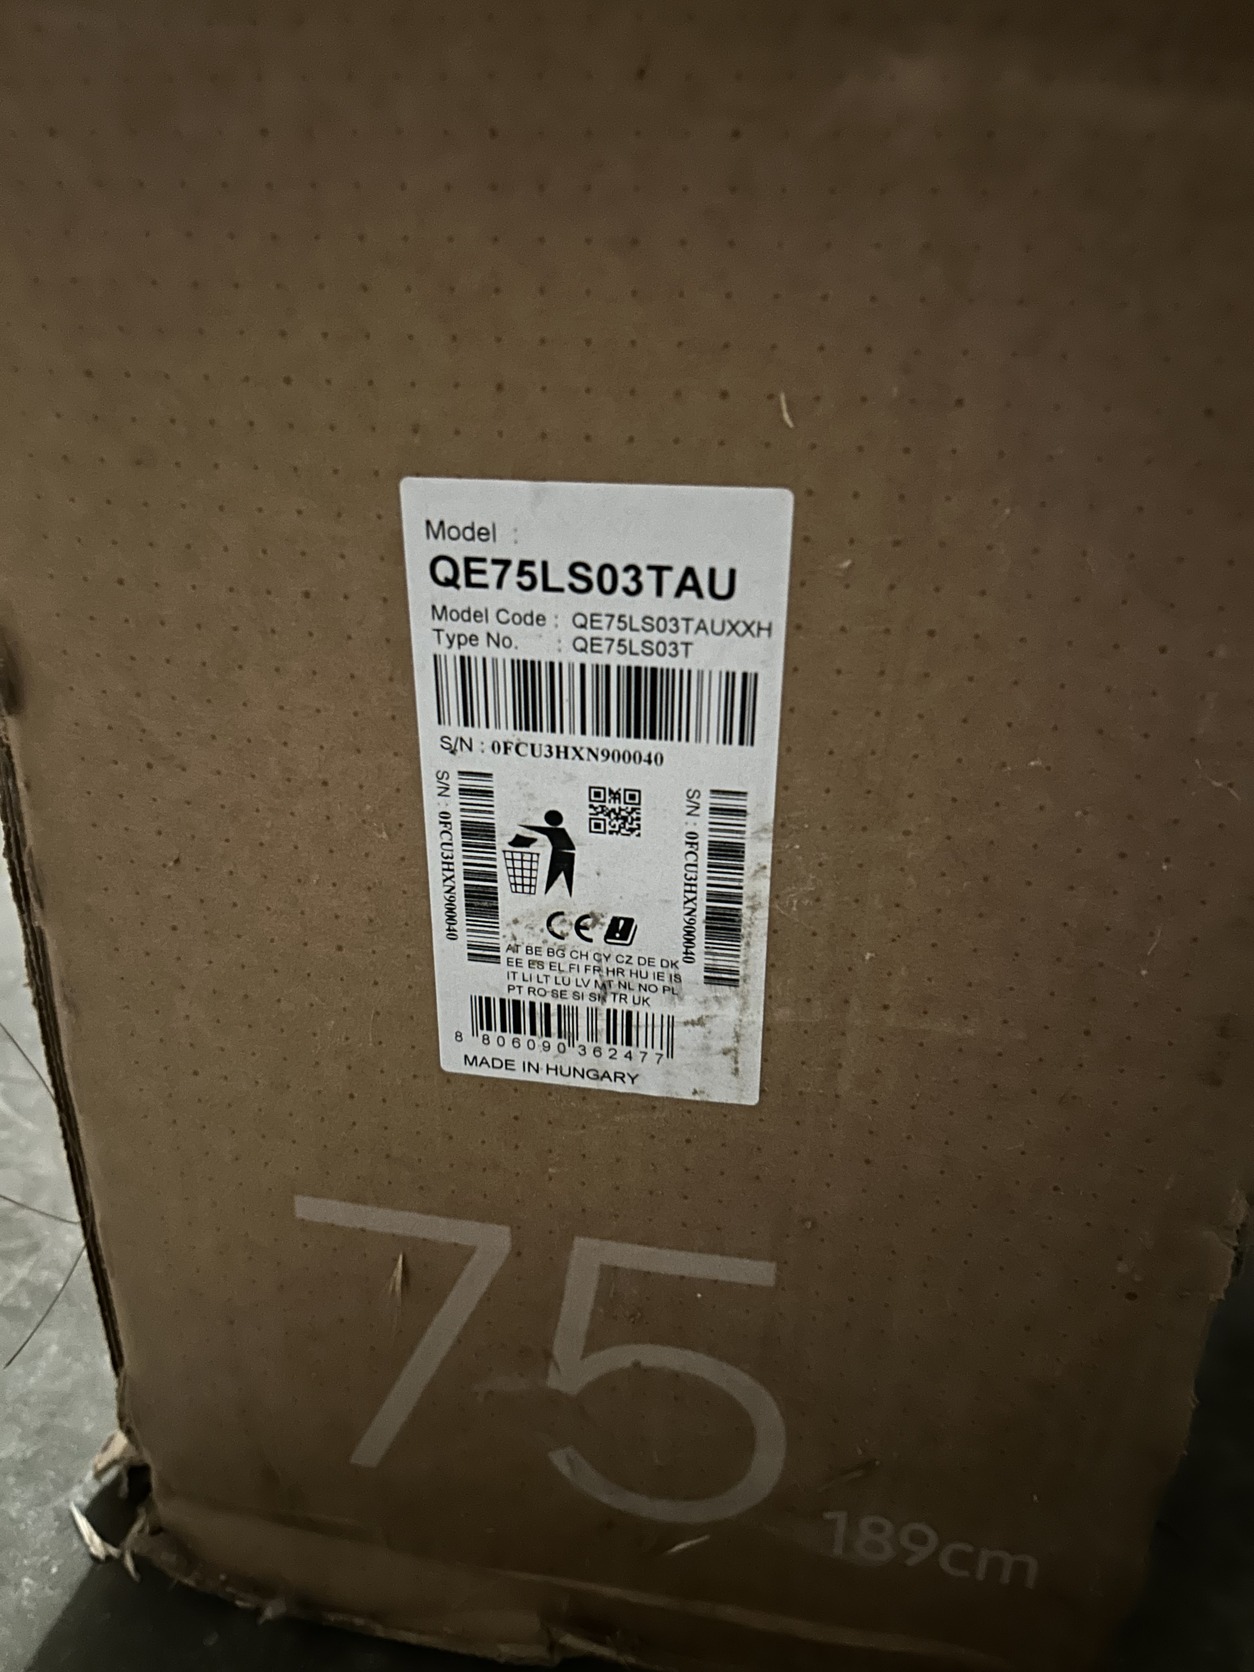 Model :
QE75LS03TAU
Model Code : QE75LS03TAUXXH
Type No. : QE75LS03T
S/N : 0FCU3HXN900040
S/N : 0FCU3HXN900040
S/N : 0FCU3HXN900040
CE
AT BE BG CH CY CZ DE DK
EE ES EL FI FR HR HU IE IS
IT LI LT LU LV MT NL NO PL
PT RO SE SI SK TR UK
8 806090 362477
MADE IN HUNGARY
75
189cm